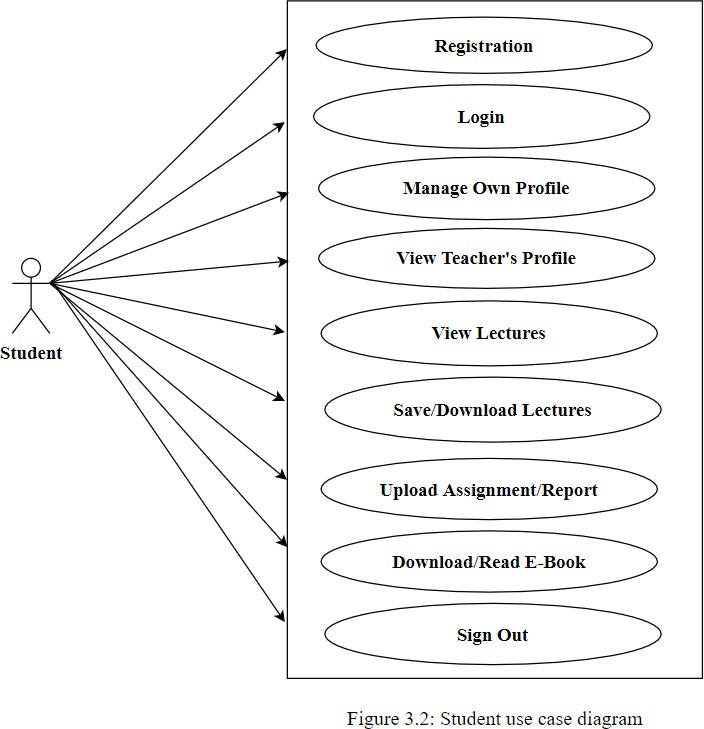 Registration
Login
Manage Own Profile
View Teacher's Profile
View Lectures
Student
Save/Download Lectures
Upload Assignment/Report
Download/Read E-Book
Sign Out
Figure 3.2: Student use case diagram